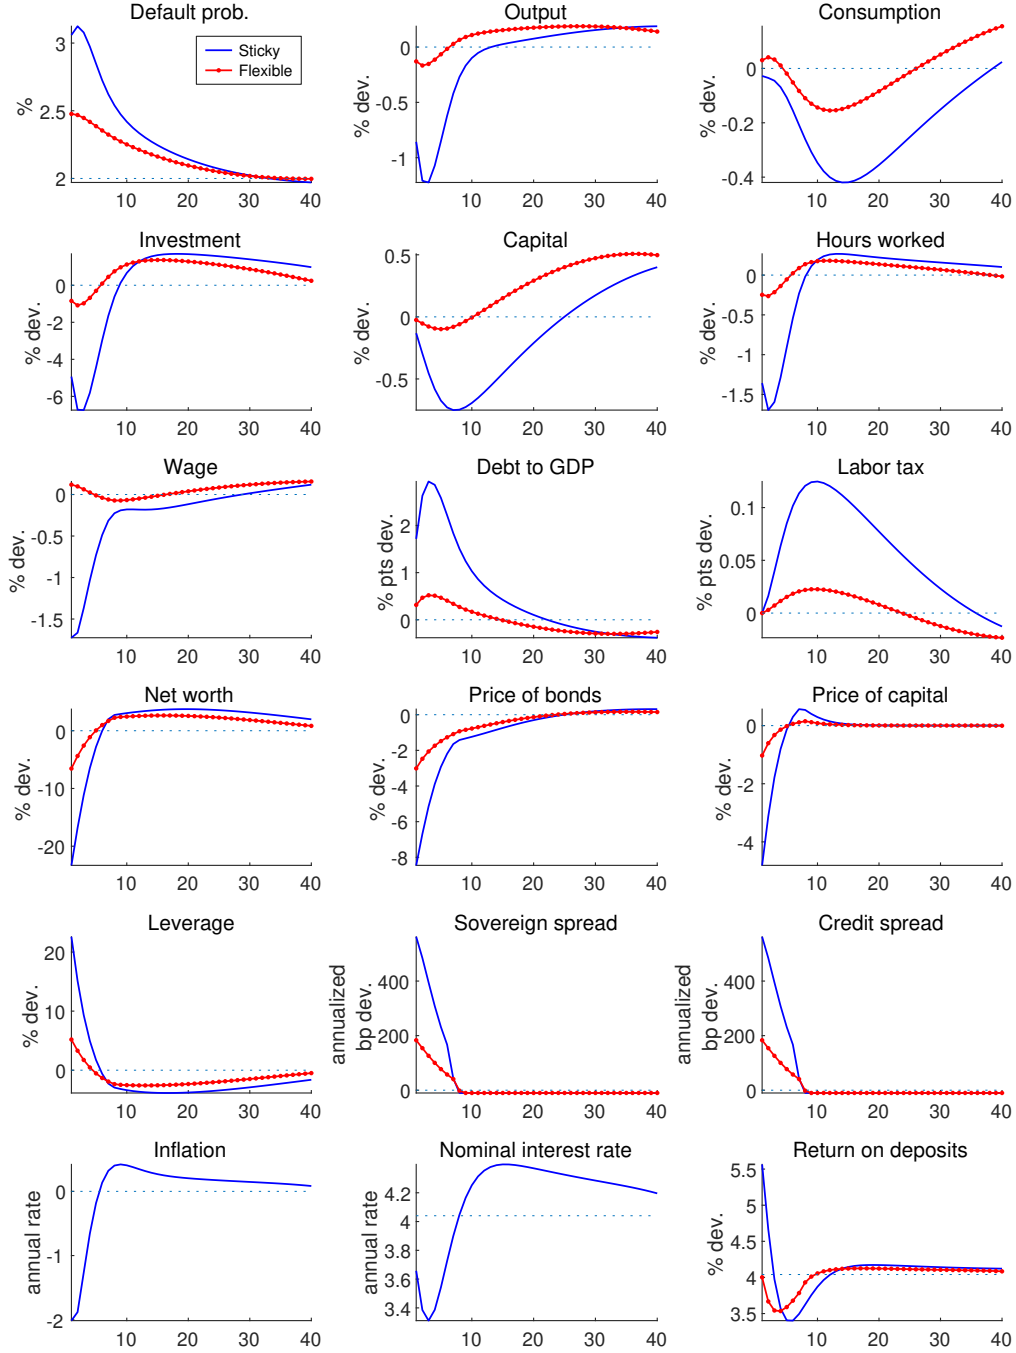 Default prob.
%
3
2.5
2
10 20 30 40
Sticky
Flexible
Output
% dev.
0
-0.5
-1
10 20 30 40
Consumption
% dev.
0
-0.2
-0.4
10 20 30 40
Investment
% dev.
0
-2
-4
-6
10 20 30 40
Capital
% dev.
0.5
0
-0.5
10 20 30 40
Hours worked
% dev.
0
-0.5
-1
-1.5
10 20 30 40
Wage
% dev.
0
-0.5
-1
-1.5
10 20 30 40
Debt to GDP
% pts dev.
2
1
0
10 20 30 40
Labor tax
% pts dev.
0.1
0.05
0
10 20 30 40
Net worth
% dev.
0
-10
-20
10 20 30 40
Price of bonds
% dev.
0
-2
-4
-6
-8
10 20 30 40
Price of capital
% dev.
0
-2
-4
10 20 30 40
Leverage
% dev.
20
10
0
10 20 30 40
Sovereign spread
annualized
bp dev.
400
200
0
10 20 30 40
Credit spread
annualized
bp dev.
400
200
0
10 20 30 40
Inflation
annual rate
0
-1
-2
10 20 30 40
Nominal interest rate
annual rate
4.2
4
3.8
3.6
3.4
10 20 30 40
Return on deposits
% dev.
5.5
5
4.5
4
3.5
10 20 30 40